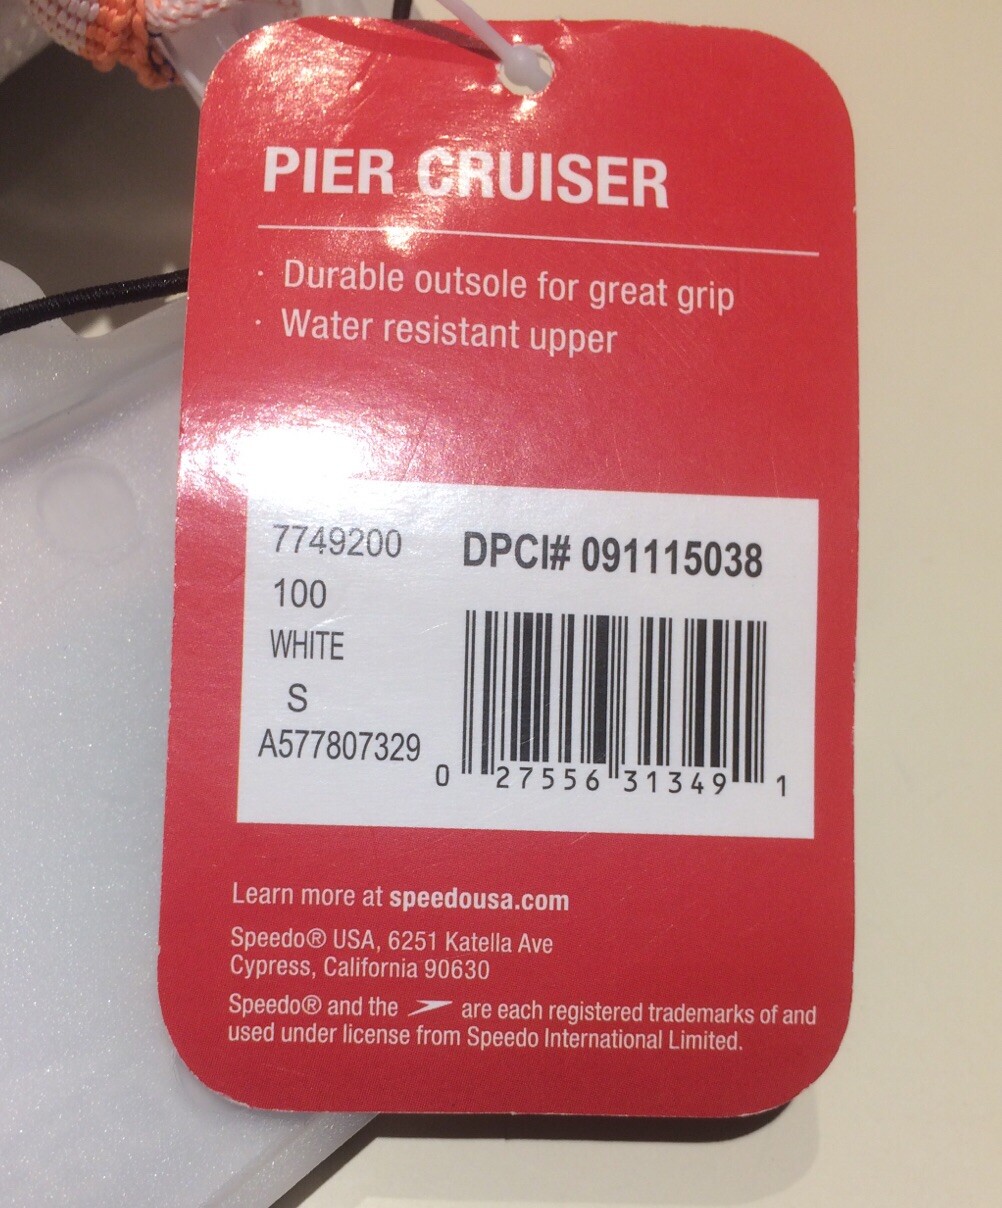 PIER CRUISER
· Durable outsole for great grip
· Water resistant upper
7749200
DPCI# 091115038
100
WHITE
S
A577807329
0 27556 31349 1
Learn more at speedousa.com
Speedo® USA, 6251 Katella Ave
Cypress, California 90630
Speedo® and the are each registered trademarks of and
used under license from Speedo International Limited.